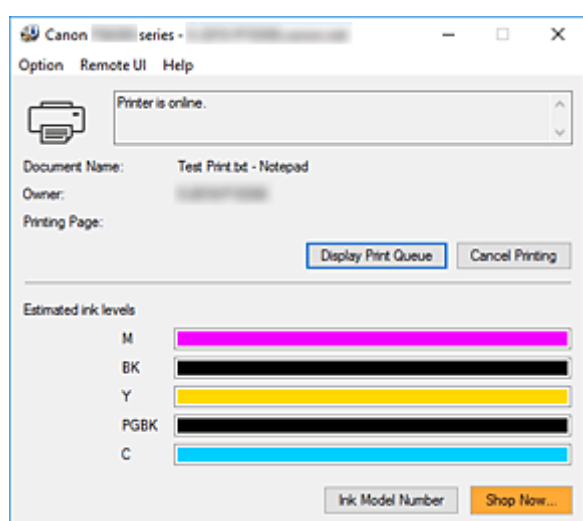 Canon series -
Option Remote UI Help
Printer is online.
Document Name: Test Print.txt - Notepad
Owner:
Printing Page:
Display Print Queue Cancel Printing
Estimated ink levels
M
BK
Y
PGBK
C
Ink Model Number Shop Now...